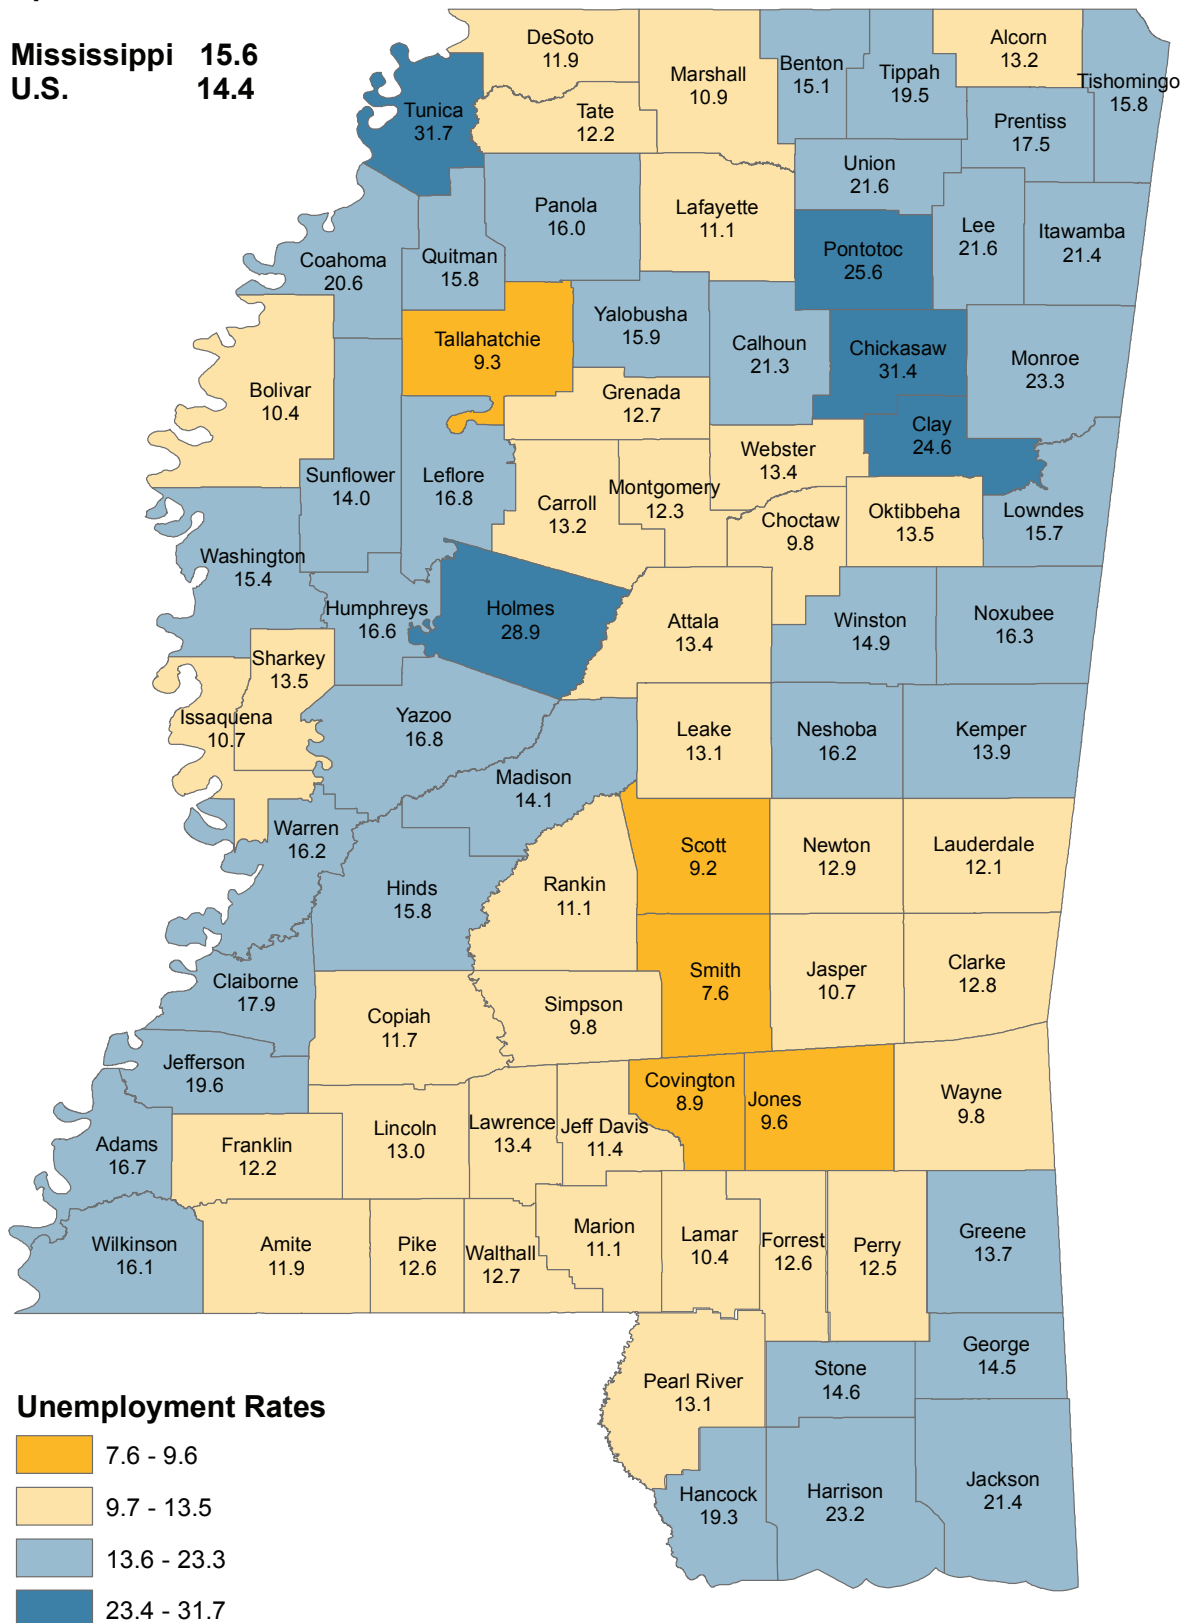 Mississippi 15.6
U.S. 14.4
DeSoto
11.9
Marshall
10.9
Benton
15.1
Tippah
19.5
Alcorn
13.2
Tishomingo
15.8
Tunica
31.7
Tate
12.2
Prentiss
17.5
Union
21.6
Panola
16.0
Lafayette
11.1
Pontotoc
25.6
Lee
21.6
Itawamba
21.4
Coahoma
20.6
Quitman
15.8
Tallahatchie
9.3
Yalobusha
15.9
Calhoun
21.3
Chickasaw
31.4
Monroe
23.3
Bolivar
10.4
Grenada
12.7
Clay
24.6
Webster
13.4
Sunflower
14.0
Leflore
16.8
Carroll
13.2
Montgomery
12.3
Choctaw
9.8
Oktibbeha
13.5
Lowndes
15.7
Washington
15.4
Humphreys
16.6
Holmes
28.9
Attala
13.4
Winston
14.9
Noxubee
16.3
Sharkey
13.5
Issaquena
10.7
Yazoo
16.8
Leake
13.1
Neshoba
16.2
Kemper
13.9
Madison
14.1
Warren
16.2
Scott
9.2
Newton
12.9
Lauderdale
12.1
Hinds
15.8
Rankin
11.1
Claiborne
17.9
Copiah
11.7
Simpson
9.8
Smith
7.6
Jasper
10.7
Clarke
12.8
Jefferson
19.6
Covington
8.9
Jones
9.6
Wayne
9.8
Adams
16.7
Franklin
12.2
Lincoln
13.0
Lawrence
13.4
Jeff Davis
11.4
Wilkinson
16.1
Amite
11.9
Pike
12.6
Walthall
12.7
Marion
11.1
Lamar
10.4
Forrest
12.6
Perry
12.5
Greene
13.7
George
14.5
Stone
14.6
Pearl River
13.1
Hancock
19.3
Harrison
23.2
Jackson
21.4
Unemployment Rates
7.6 - 9.6
9.7 - 13.5
13.6 - 23.3
23.4 - 31.7